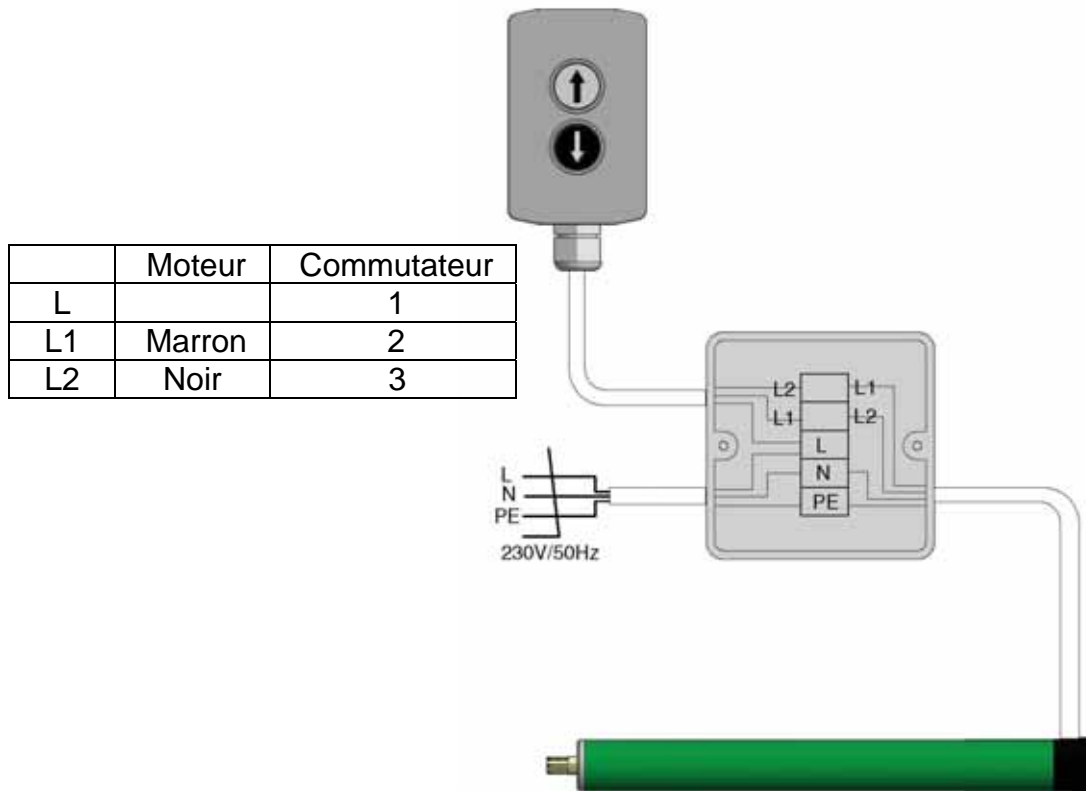 Moteur Commutateur
L 1
L1 Marron 2
L2 Noir 3
L2 L1
L1 L2
L
N
PE
L
N
PE
230V/50Hz